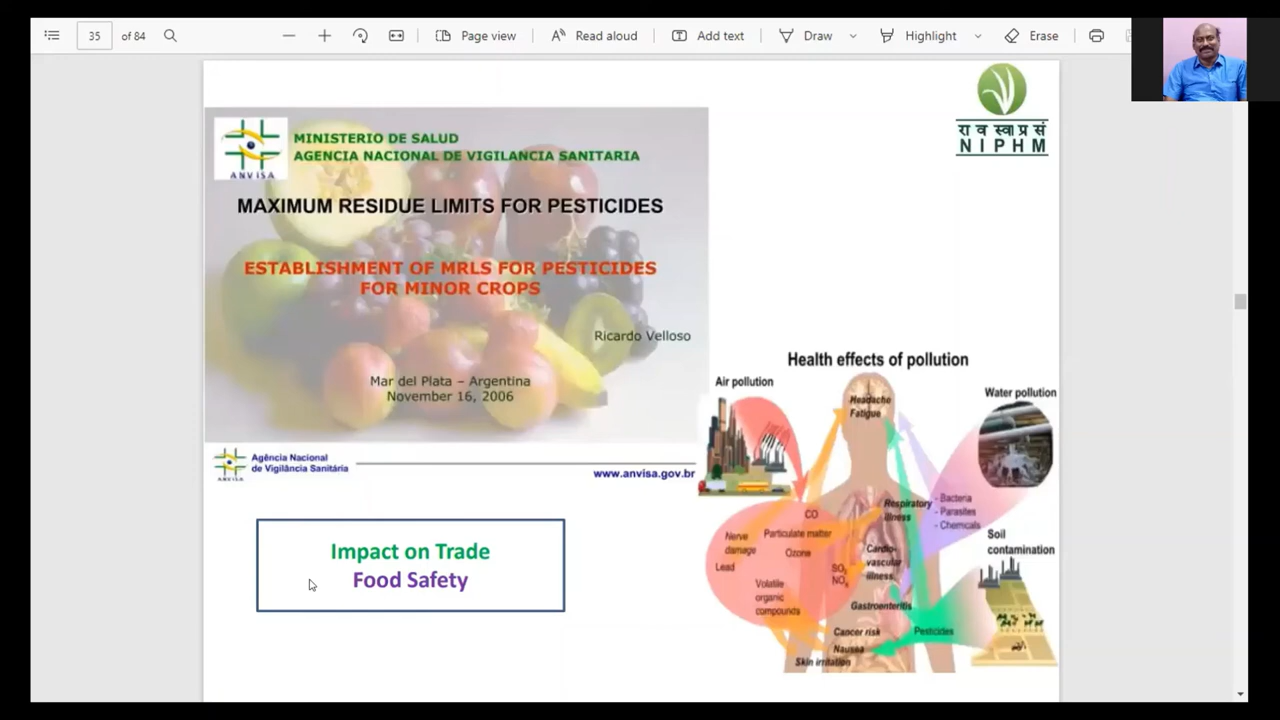 35
of 84
Page view
Read aloud
Add text
Draw
Highlight
Erase
रा व स्वा प्र सं
NIPHM
ANVISA
MINISTERIO DE SALUD
AGENCIA NACIONAL DE VIGILANCIA SANITARIA
MAXIMUM RESIDUE LIMITS FOR PESTICIDES
ESTABLISHMENT OF MRLS FOR PESTICIDES
FOR MINOR CROPS
Ricardo Velloso
Mar del Plata – Argentina
November 16, 2006
ANVISA
Agência Nacional
de Vigilância Sanitária
www.anvisa.gov.br
Impact on Trade
Food Safety
Health effects of pollution
Air pollution
Water pollution
Headache
Fatigue
Respiratory
illness
- Bacteria
- Parasites
- Chemicals
CO
Particulate matter
Nerve
damage
Ozone
Lead
SO2
NOx
Volatile
organic
compounds
Cardio-
vascular
illness
Soil
contamination
Gastroenteritis
Cancer risk
Pesticides
Nausea
Skin irritation